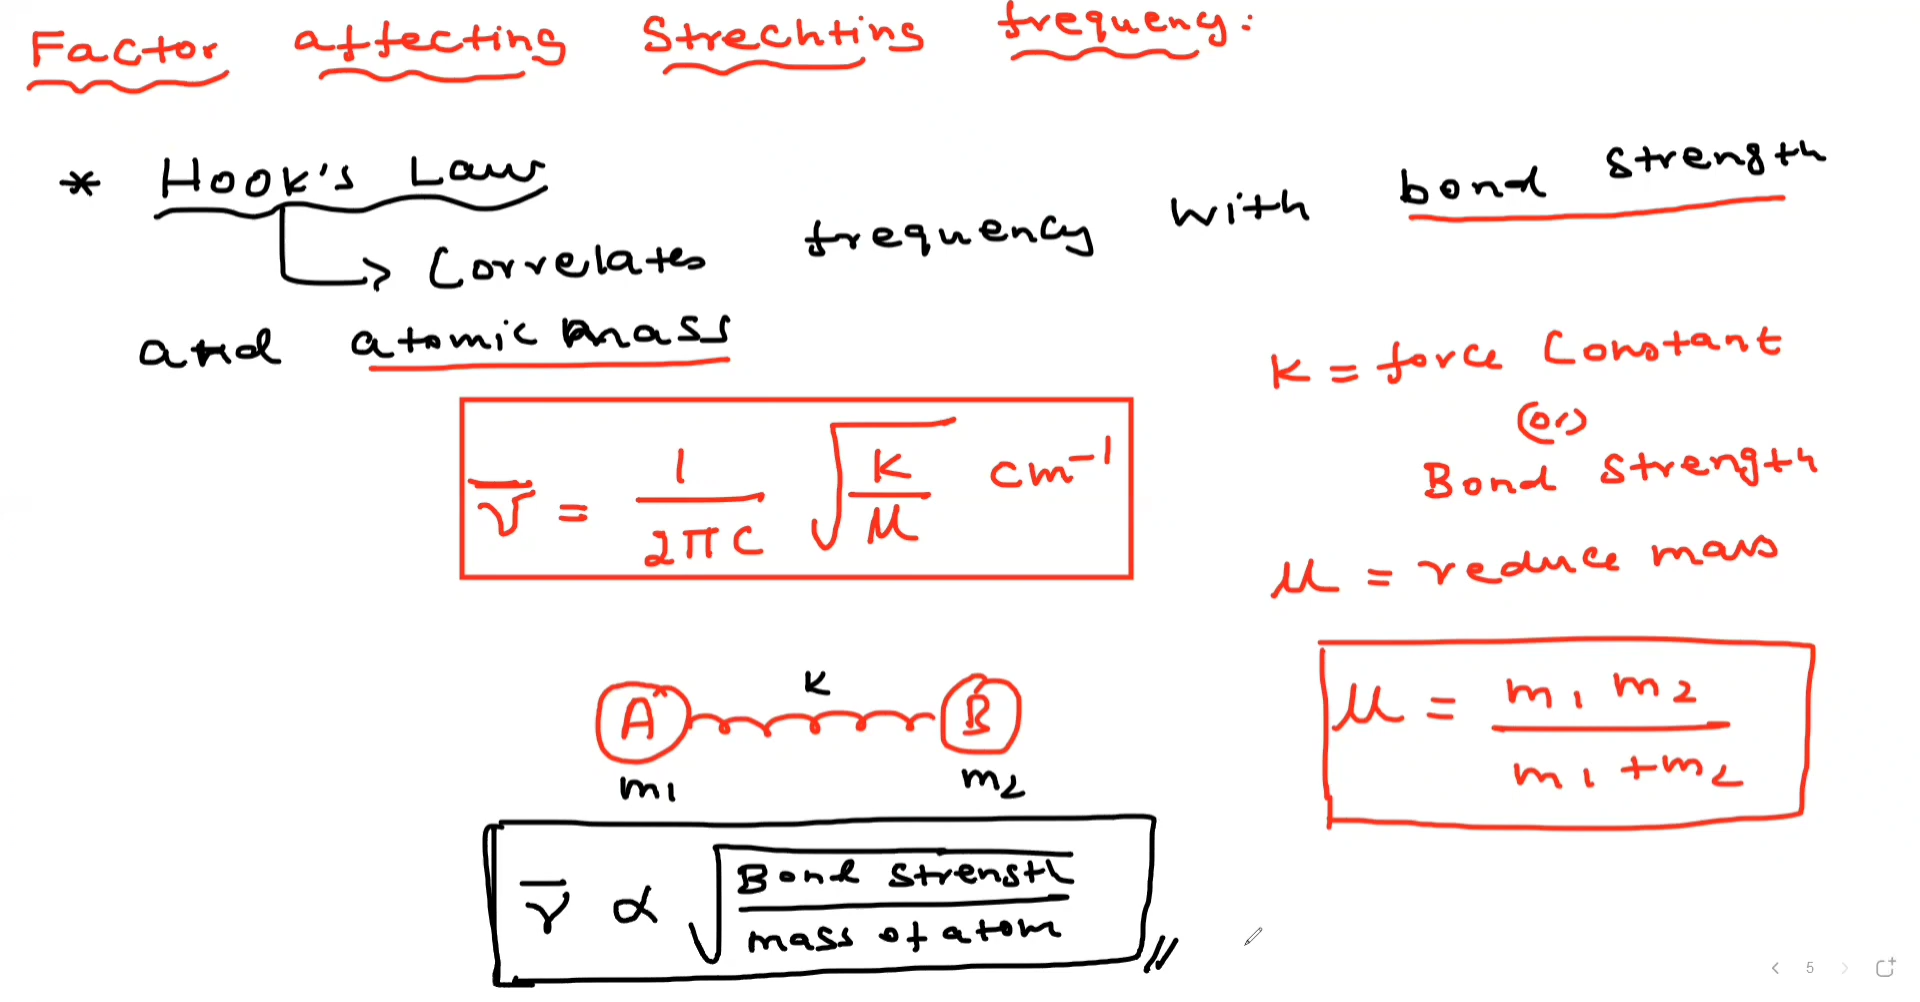 Factor affecting Strechting frequency:
* Hook's Law
Correlates frequency with bond strength
and atomic mass
K = force Constant
(or)
Bond Strength
ν̅ = 1/2πc √K/μ cm⁻¹
μ = reduce mass
μ = m1 m2 / m1 + m2
K
A B
m1 m2
ν̅ ∝ √Bond Strength/mass of atom
5